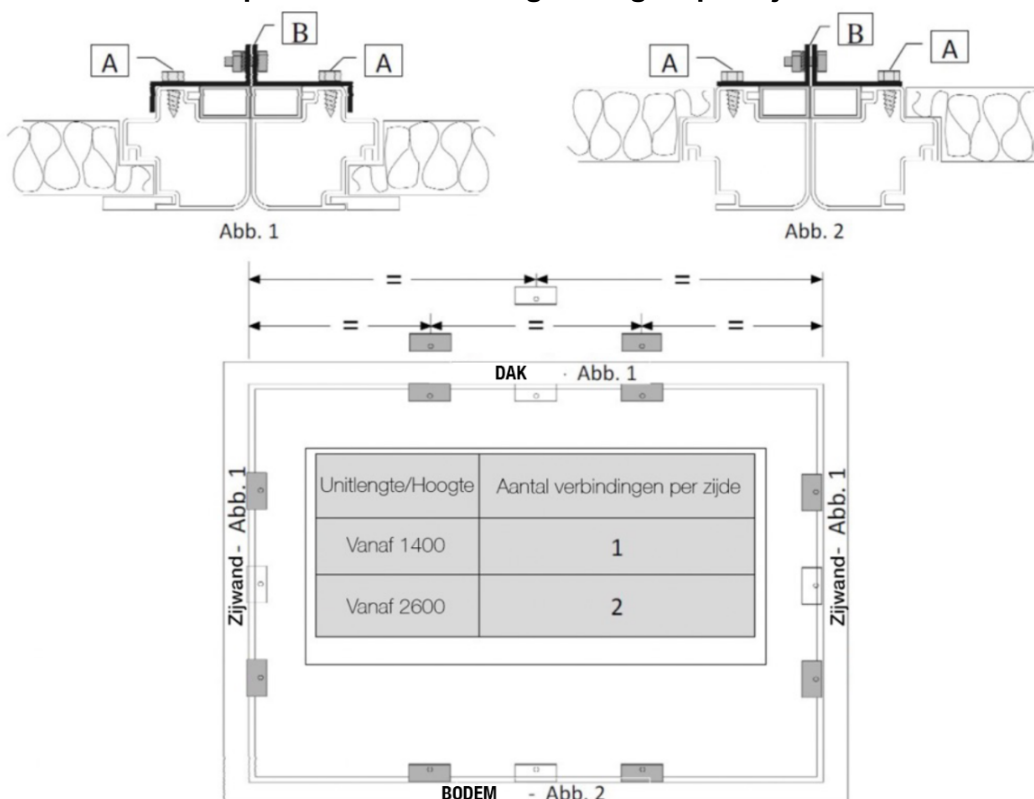 B
B
A
A
A
A
Abb. 1
Abb. 2
=
=
=
=
=
DAK - Abb. 1
Zijwand - Abb. 1
Zijwand - Abb. 1
Unitlengte/Hoogte Aantal verbindingen per zijde
Vanaf 1400 1
Vanaf 2600 2
BODEM - Abb. 2